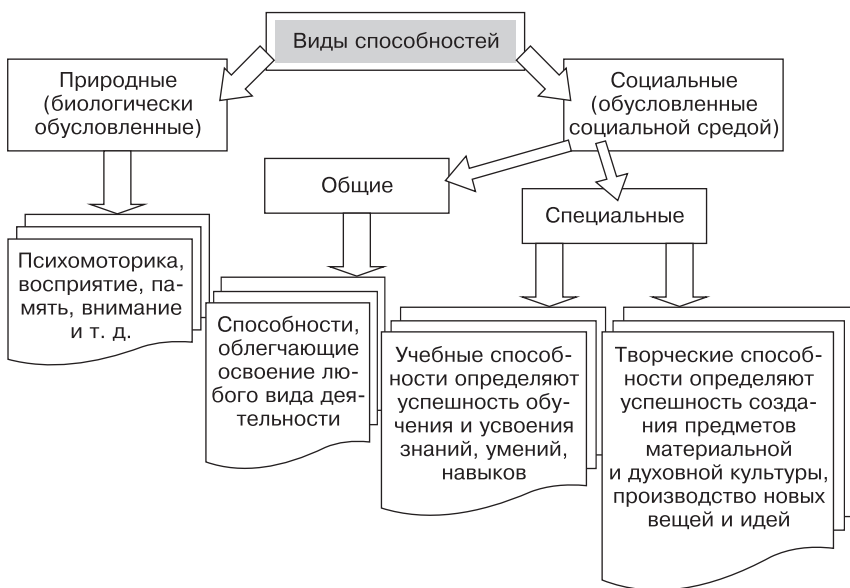 Виды способностей
Природные
(биологически
обусловленные)
Социальные
(обусловленные
социальной средой)
Общие
Специальные
Психомоторика,
восприятие, па-
мять, внимание
и т. д.
Способности,
облегчающие
освоение лю-
бого вида дея-
тельности
Учебные способ-
ности определяют
успешность обу-
чения и усвоения
знаний, умений,
навыков
Творческие способ-
ности определяют
успешность созда-
ния предметов
материальной
и духовной культуры,
производство новых
вещей и идей